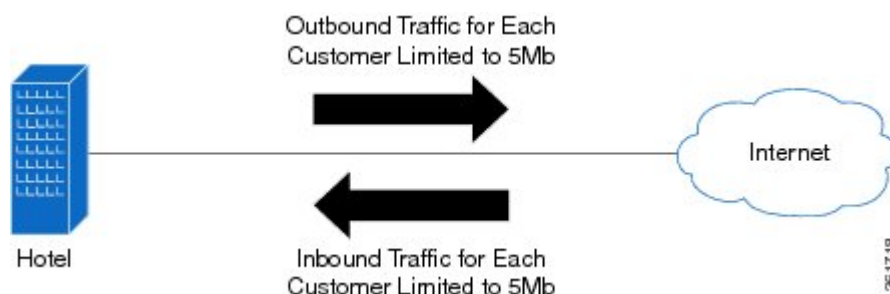 Outbound Traffic for Each
Customer Limited to 5Mb
Internet
Hotel
Inbound Traffic for Each
Customer Limited to 5Mb